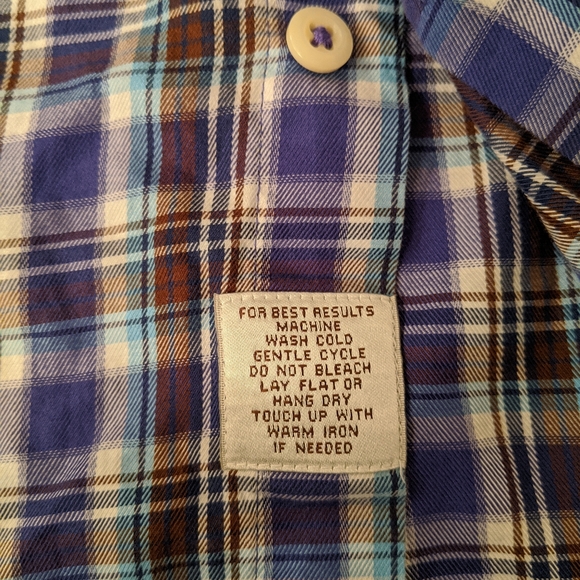 FOR BEST RESULTS
MACHINE
WASH COLD
GENTLE CYCLE
DO NOT BLEACH
LAY FLAT OR
HANG DRY
TOUCH UP WITH
WARM IRON
IF NEEDED